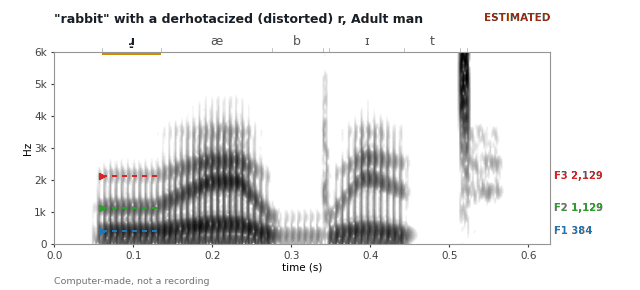 "rabbit" with a derhotacized (distorted) r, Adult man
ESTIMATED
æ b ɪ t
6k
5k
4k
3k
2k
1k
0
Hz
F3 2,129
F2 1,129
F1 384
0.0 0.1 0.2 0.3 0.4 0.5 0.6
time (s)
Computer-made, not a recording